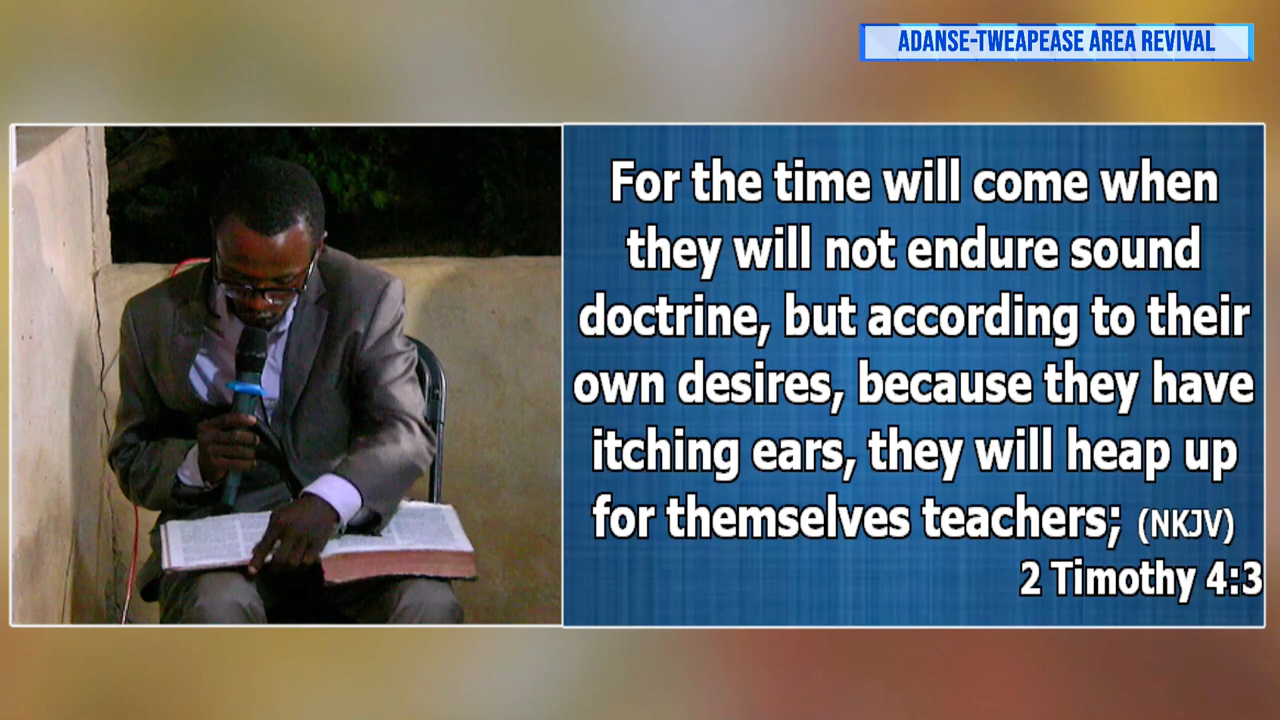 ADANSE-TWEAPEASE AREA REVIVAL
For the time will come when
they will not endure sound
doctrine, but according to their
own desires, because they have
itching ears, they will heap up
for themselves teachers; (NKJV)
2 Timothy 4:3